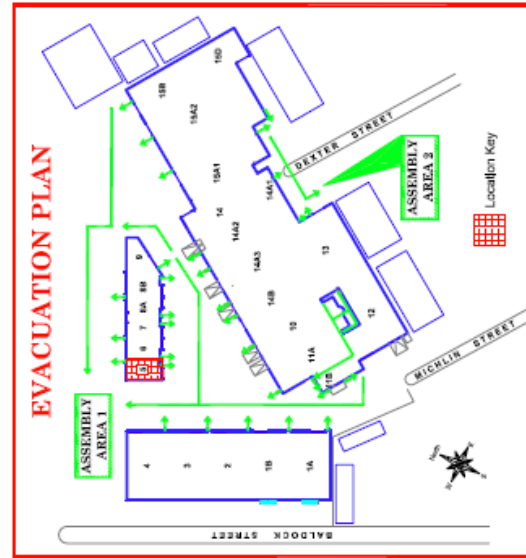 EVACUATION PLAN
ASSEMBLY
AREA 1
ASSEMBLY
AREA 2
Location Key
BALDOCK STREET
MICHLIN STREET
DEXTER STREET
4
3
2
1B
1A
5
6
7
8A
8B
9
10
11A
11B
12
13
14
14A1
14A2
14A3
14B
15A1
15A2
15B
15D
North